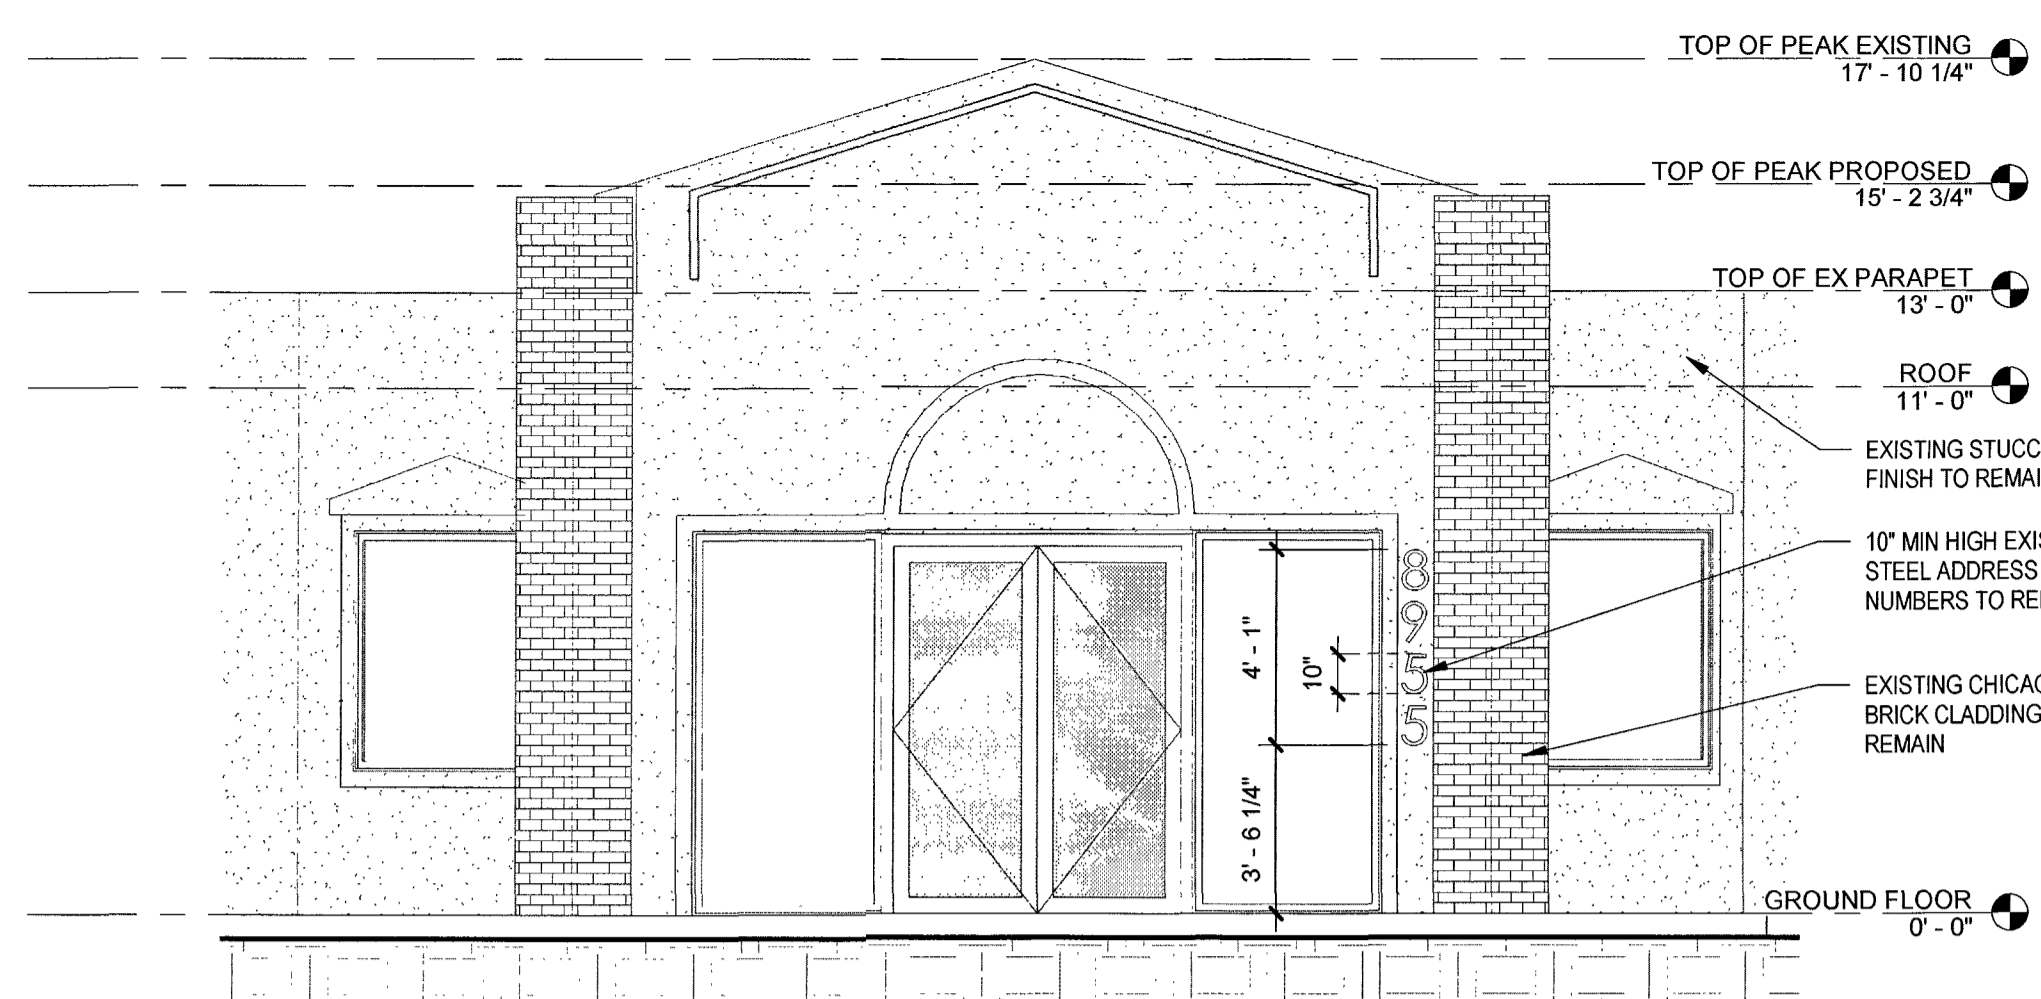 TOP OF PEAK EXISTING
17' - 10 1/4"
TOP OF PEAK PROPOSED
15' - 2 3/4"
TOP OF EX PARAPET
13' - 0"
ROOF
11' - 0"
EXISTING STUCC
FINISH TO REMAI
10" MIN HIGH EXIS
STEEL ADDRESS
NUMBERS TO RE
EXISTING CHICAG
BRICK CLADDING
REMAIN
8
9
5
5
4' - 1"
10"
3' - 6 1/4"
GROUND FLOOR
0' - 0"